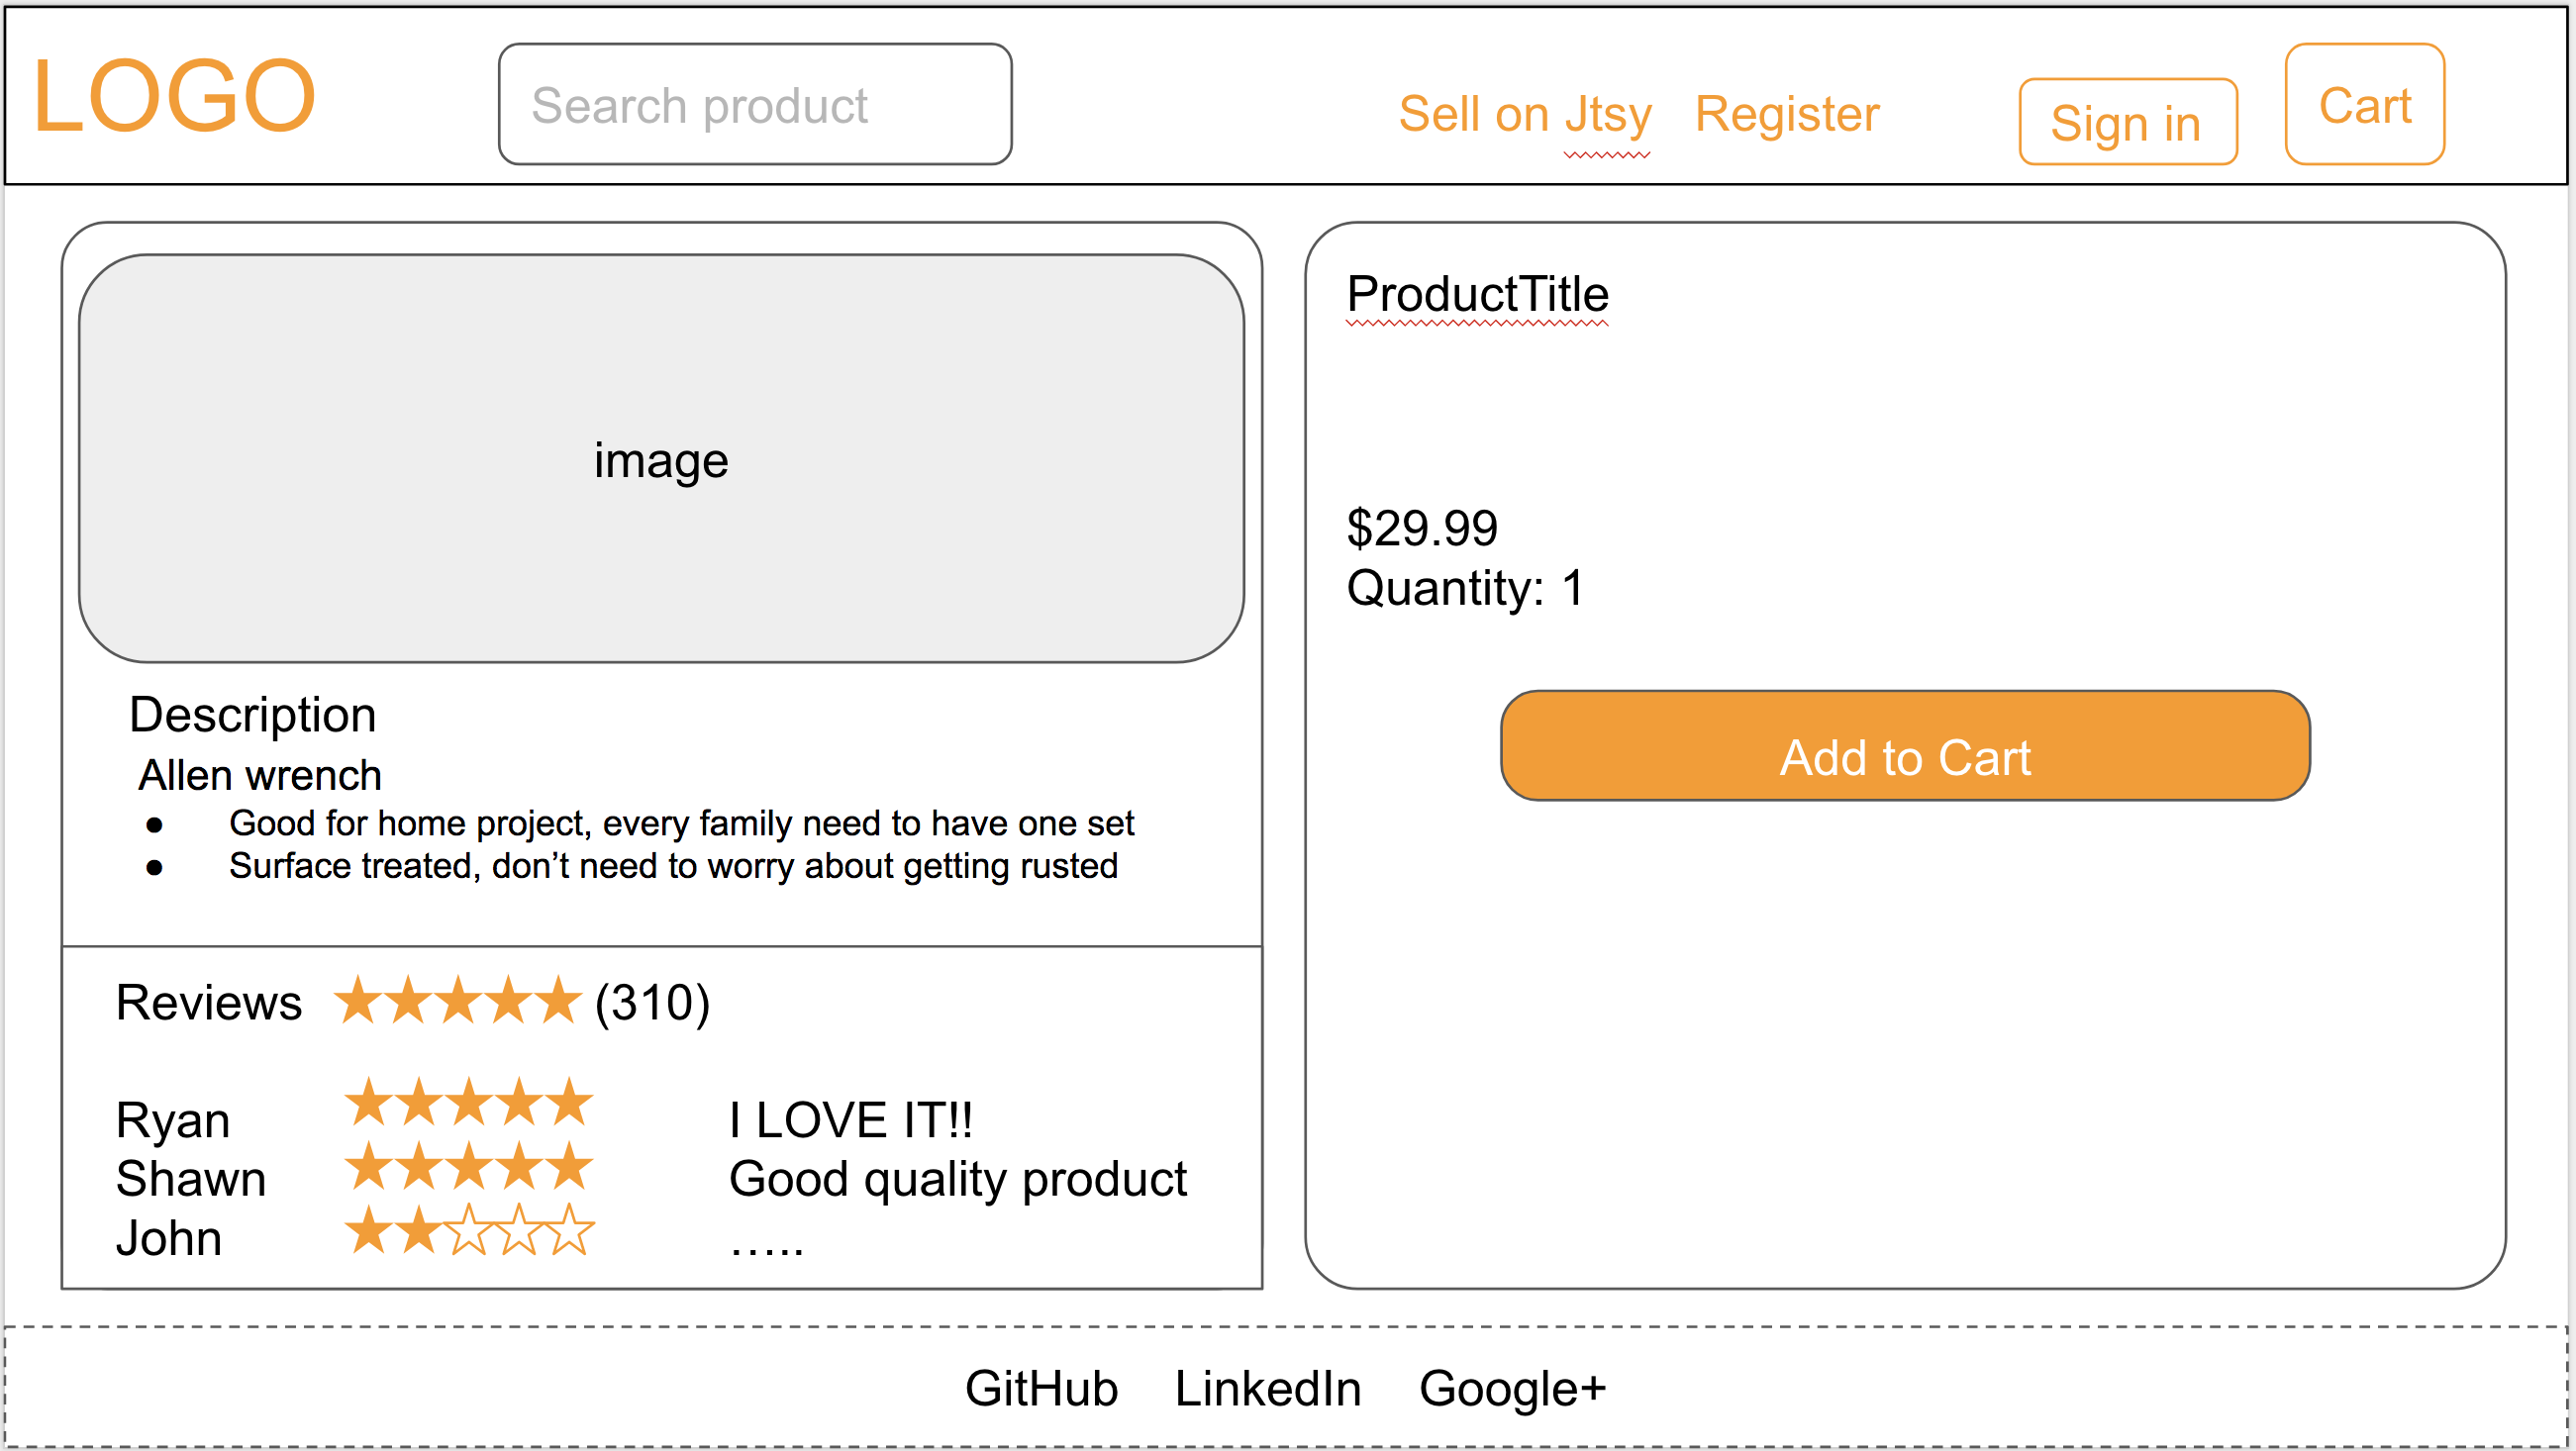 LOGO
Search product
Sell on Jtsy
Register
Sign in
Cart
image
Description
Allen wrench
● Good for home project, every family need to have one set
● Surface treated, don’t need to worry about getting rusted
Reviews ★★★★★ (310)
Ryan ★★★★★ I LOVE IT!!
Shawn ★★★★★ Good quality product
John ★★☆☆☆ …..
ProductTitle
$29.99
Quantity: 1
Add to Cart
GitHub LinkedIn Google+